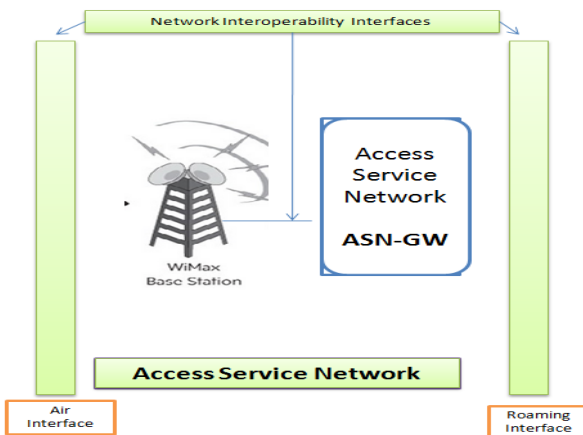 Network Interoperability Interfaces
Access
Service
Network
ASN-GW
WiMax
Base Station
Access Service Network
Air
Interface
Roaming
Interface